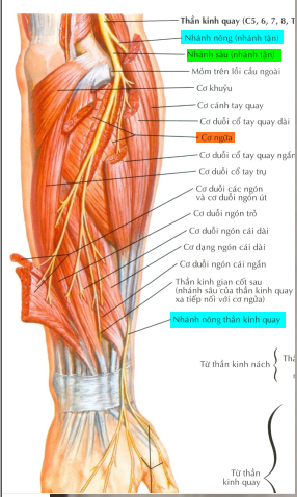 Thần kinh quay (C5, 6, 7, 8, T
Nhánh nông (nhánh tận)
Nhánh sâu (nhánh tận)
Mỏm trên lồi cầu ngoài
Cơ khuỷu
Cơ cánh tay quay
Cơ duỗi cổ tay quay dài
Cơ ngửa
Cơ duỗi cổ tay quay ngắn
Cơ duỗi cổ tay trụ
Cơ duỗi các ngón
và cơ duỗi ngón út
Cơ duỗi ngón trỏ
Cơ duỗi ngón cái dài
Cơ dạng ngón cái dài
Cơ duỗi ngón cái ngắn
Thần kinh gian cốt sau
(nhánh sâu của thần kinh quay
xa tiếp nối với cơ ngửa)
Nhánh nông thần kinh quay
Từ thần kinh nách
Từ thần
kinh quay